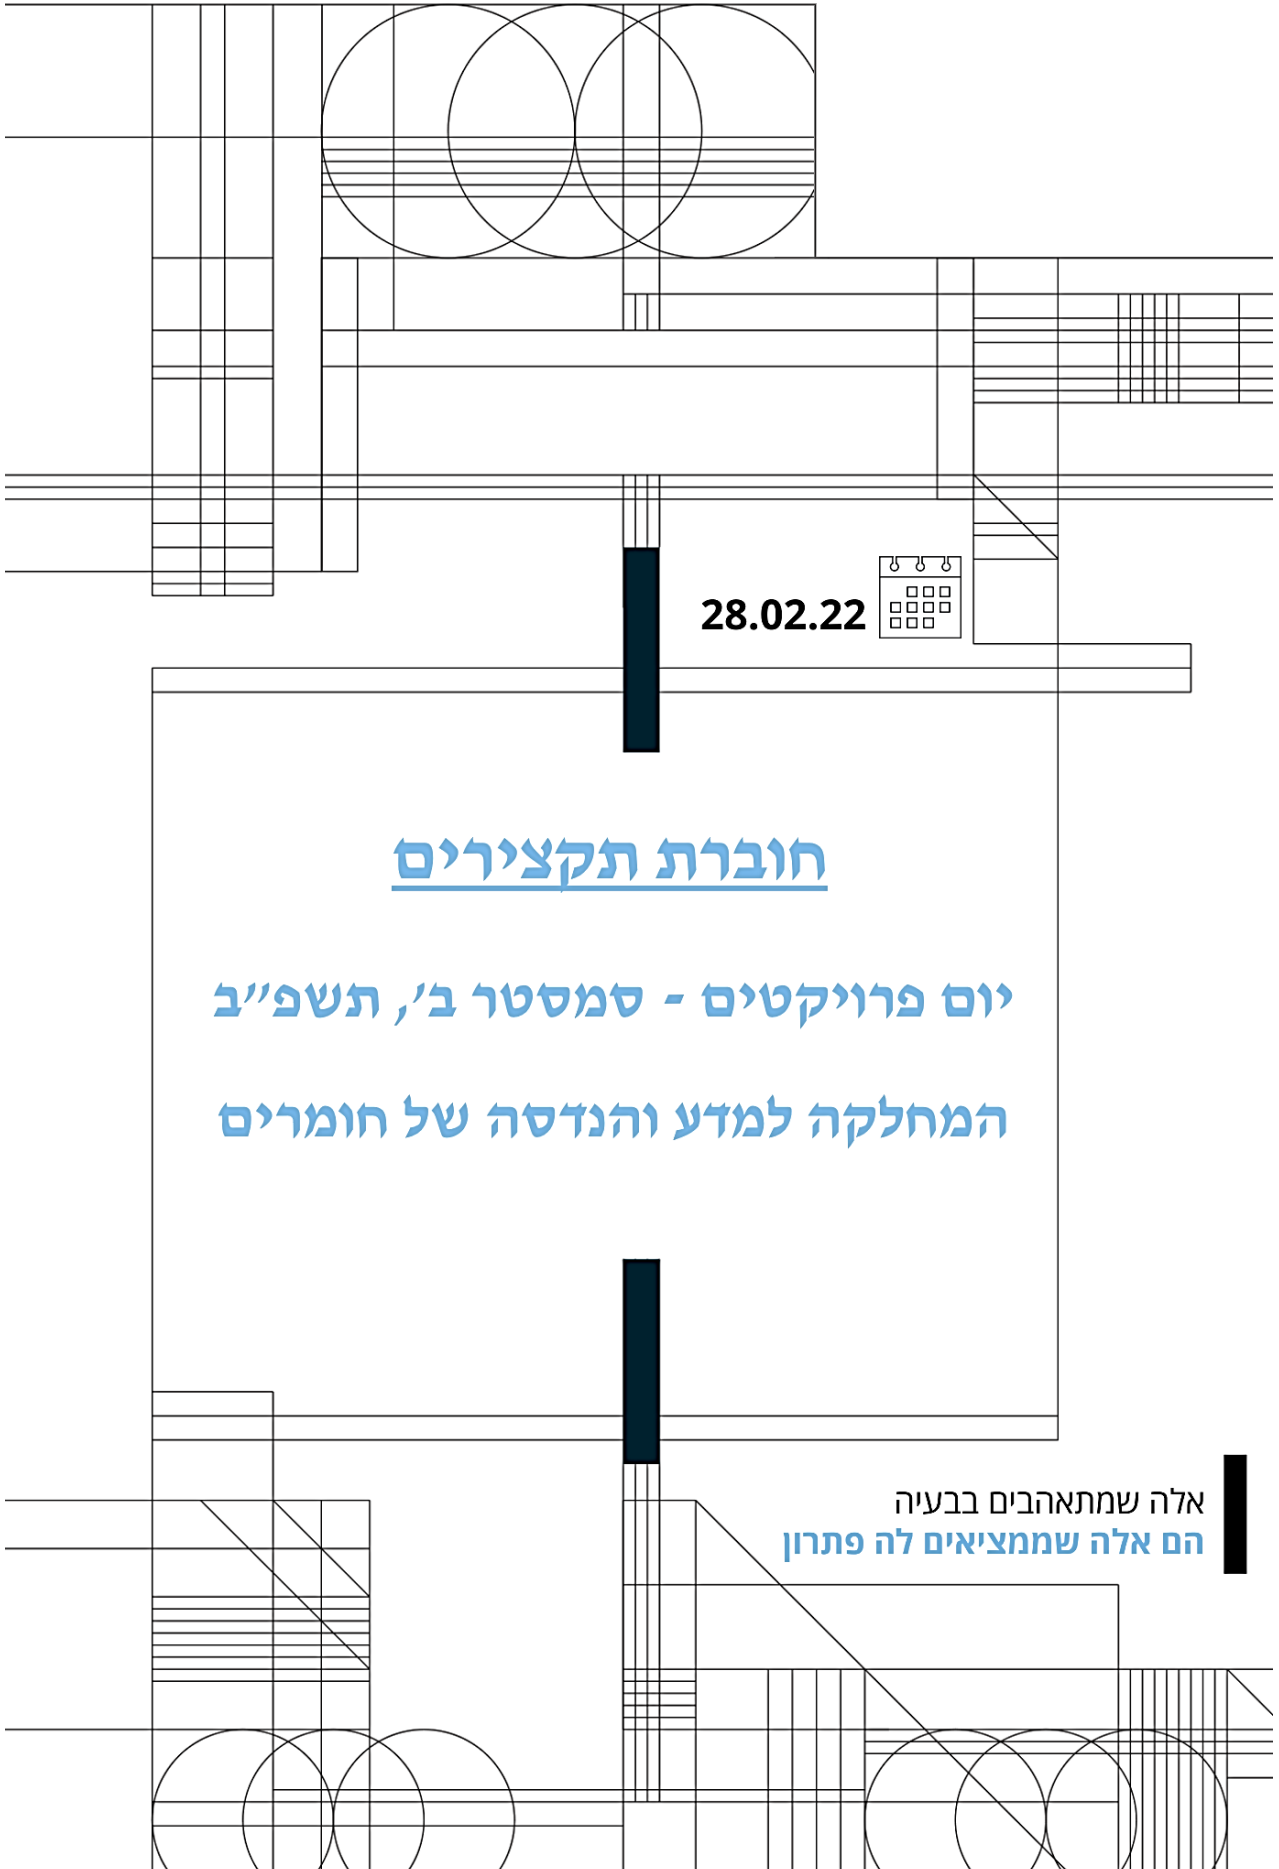 28.02.22
חוברת תקצירים
יום פרויקטים - סמסטר ב׳, תשפ״ב
המחלקה למדע והנדסה של חומרים
אלה שמתאהבים בבעיה
הם אלה שממציאים לה פתרון